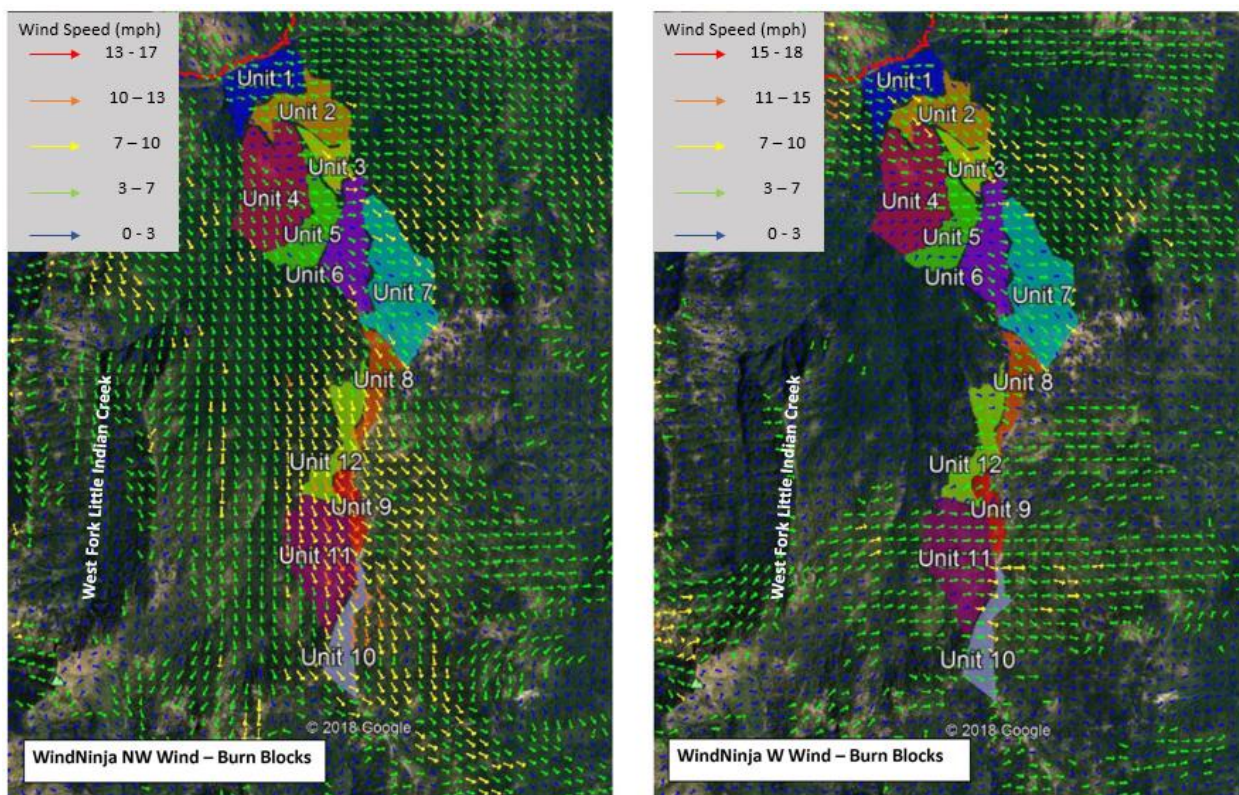 Wind Speed (mph)
13 - 17
10 – 13
7 – 10
3 – 7
0 - 3
Unit 1
Unit 2
Unit 3
Unit 4
Unit 5
Unit 6
Unit 7
Unit 8
Unit 12
Unit 9
Unit 11
Unit 10
West Fork Little Indian Creek
© 2018 Google
WindNinja NW Wind – Burn Blocks
Wind Speed (mph)
15 - 18
11 – 15
7 – 10
3 – 7
0 - 3
Unit 1
Unit 2
Unit 3
Unit 4
Unit 5
Unit 6
Unit 7
Unit 8
Unit 12
Unit 9
Unit 11
Unit 10
West Fork Little Indian Creek
© 2018 Google
WindNinja W Wind – Burn Blocks